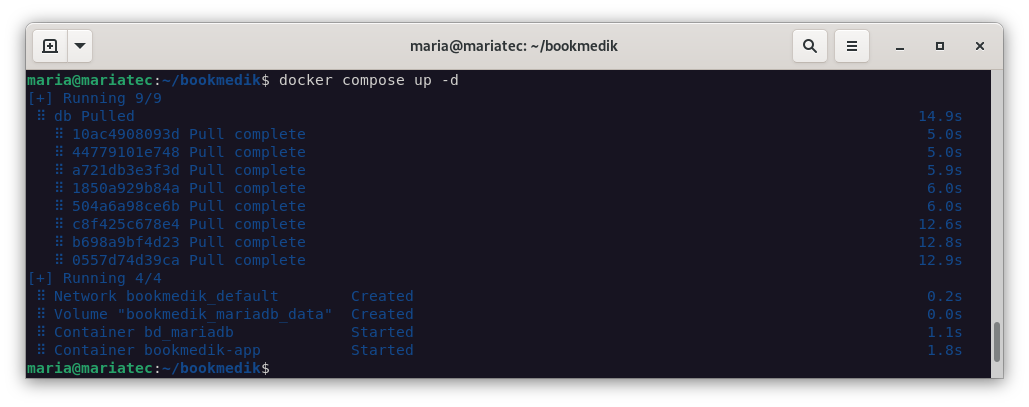 maria@mariatec: ~/bookmedik
maria@mariatec:~/bookmedik$ docker compose up -d
[+] Running 9/9
⠿ db Pulled 14.9s
⠿ 10ac4908093d Pull complete 5.0s
⠿ 44779101e748 Pull complete 5.0s
⠿ a721db3e3f3d Pull complete 5.9s
⠿ 1850a929b84a Pull complete 6.0s
⠿ 504a6a98ce6b Pull complete 6.0s
⠿ c8f425c678e4 Pull complete 12.6s
⠿ b698a9bf4d23 Pull complete 12.8s
⠿ 0557d74d39ca Pull complete 12.9s
[+] Running 4/4
⠿ Network bookmedik_default Created 0.2s
⠿ Volume "bookmedik_mariadb_data" Created 0.0s
⠿ Container bd_mariadb Started 1.1s
⠿ Container bookmedik-app Started 1.8s
maria@mariatec:~/bookmedik$